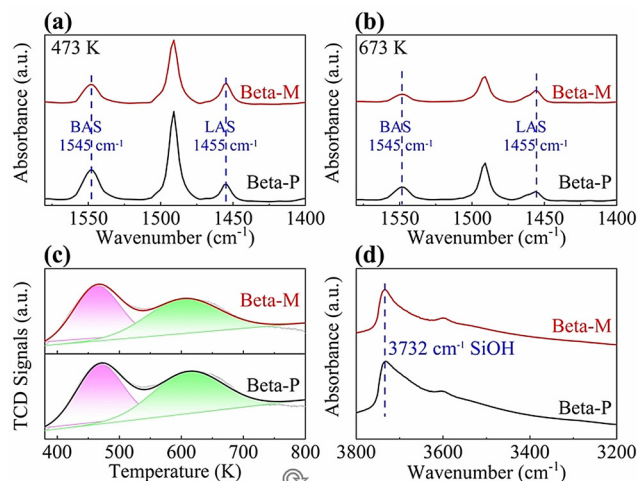 (a)
473 K
Beta-M
BAS
1545 cm⁻¹
LAS
1455 cm⁻¹
Beta-P
Absorbance (a.u.)
1550 1500 1450 1400
Wavenumber (cm⁻¹)
(b)
673 K
Beta-M
BAS
1545 cm⁻¹
LAS
1455 cm⁻¹
Beta-P
Absorbance (a.u.)
1550 1500 1450 1400
Wavenumber (cm⁻¹)
(c)
Beta-M
Beta-P
TCD Signals (a.u.)
400 500 600 700 800
Temperature (K)
(d)
Beta-M
3732 cm⁻¹ SiOH
Beta-P
Absorbance (a.u.)
3800 3600 3400 3200
Wavenumber (cm⁻¹)